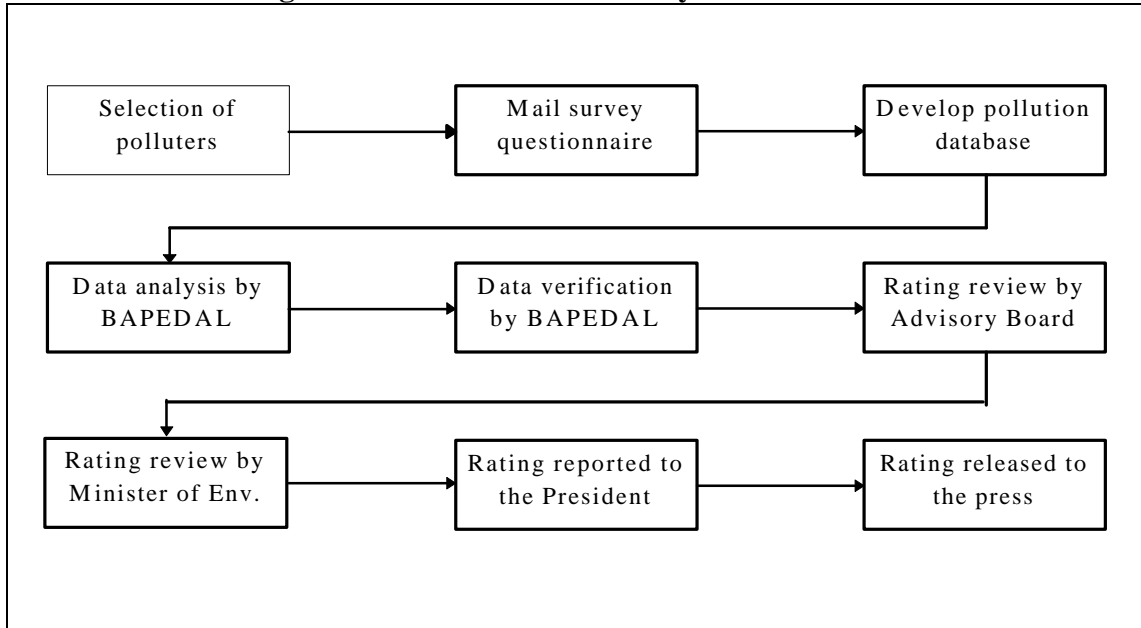 Selection of
polluters
Mail survey
questionnaire
Develop pollution
database
Data analysis by
BAPEDAL
Data verification
by BAPEDAL
Rating review by
Advisory Board
Rating review by
Minister of Env.
Rating reported to
the President
Rating released to
the press